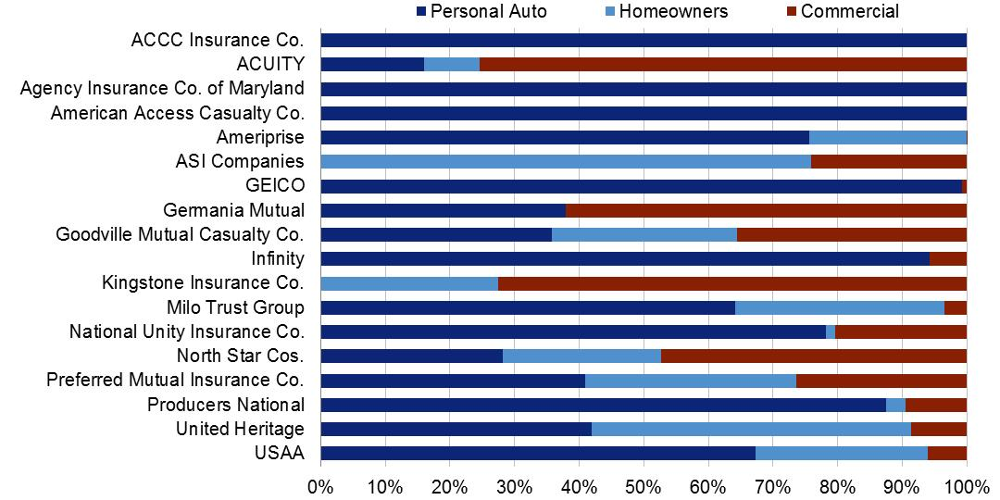 Personal Auto Homeowners Commercial
ACCC Insurance Co.
ACUITY
Agency Insurance Co. of Maryland
American Access Casualty Co.
Ameriprise
ASI Companies
GEICO
Germania Mutual
Goodville Mutual Casualty Co.
Infinity
Kingstone Insurance Co.
Milo Trust Group
National Unity Insurance Co.
North Star Cos.
Preferred Mutual Insurance Co.
Producers National
United Heritage
USAA
0% 10% 20% 30% 40% 50% 60% 70% 80% 90% 100%